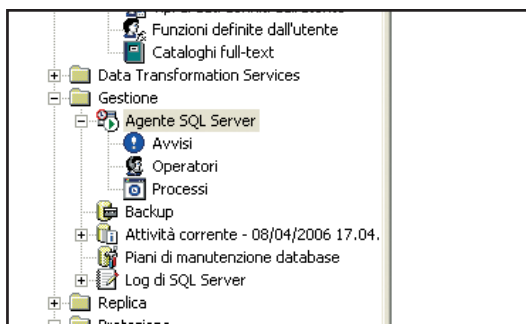 Funzioni definite dall'utente
Cataloghi full-text
Data Transformation Services
Gestione
Agente SQL Server
Avvisi
Operatori
Processi
Backup
Attività corrente - 08/04/2006 17.04.
Piani di manutenzione database
Log di SQL Server
Replica